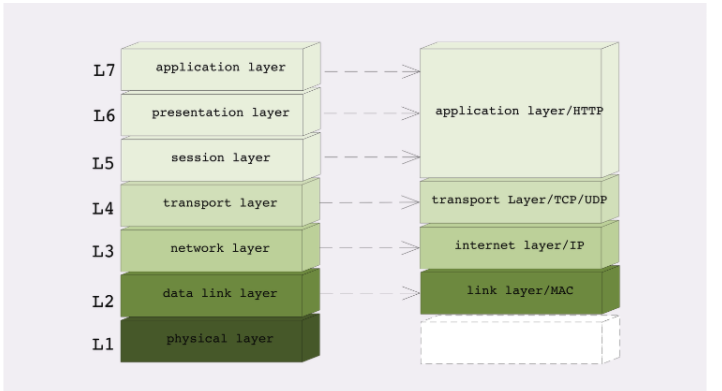 L7 application layer
L6 presentation layer
application layer/HTTP
L5 session layer
L4 transport layer
transport Layer/TCP/UDP
L3 network layer
internet layer/IP
L2 data link layer
link layer/MAC
L1 physical layer